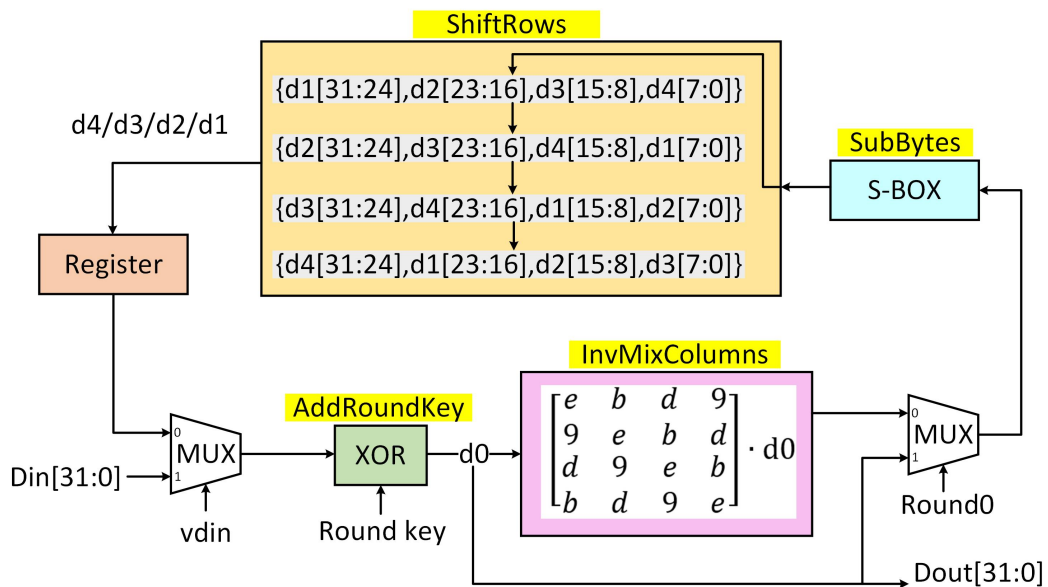 ShiftRows
{d1[31:24],d2[23:16],d3[15:8],d4[7:0]}
{d2[31:24],d3[23:16],d4[15:8],d1[7:0]}
{d3[31:24],d4[23:16],d1[15:8],d2[7:0]}
{d4[31:24],d1[23:16],d2[15:8],d3[7:0]}
d4/d3/d2/d1
SubBytes
S-BOX
Register
InvMixColumns
e b d 9
9 e b d
d 9 e b
b d 9 e
· d0
AddRoundKey
XOR
d0
Round key
0
MUX
1
Din[31:0]
vdin
0
MUX
1
Round0
Dout[31:0]